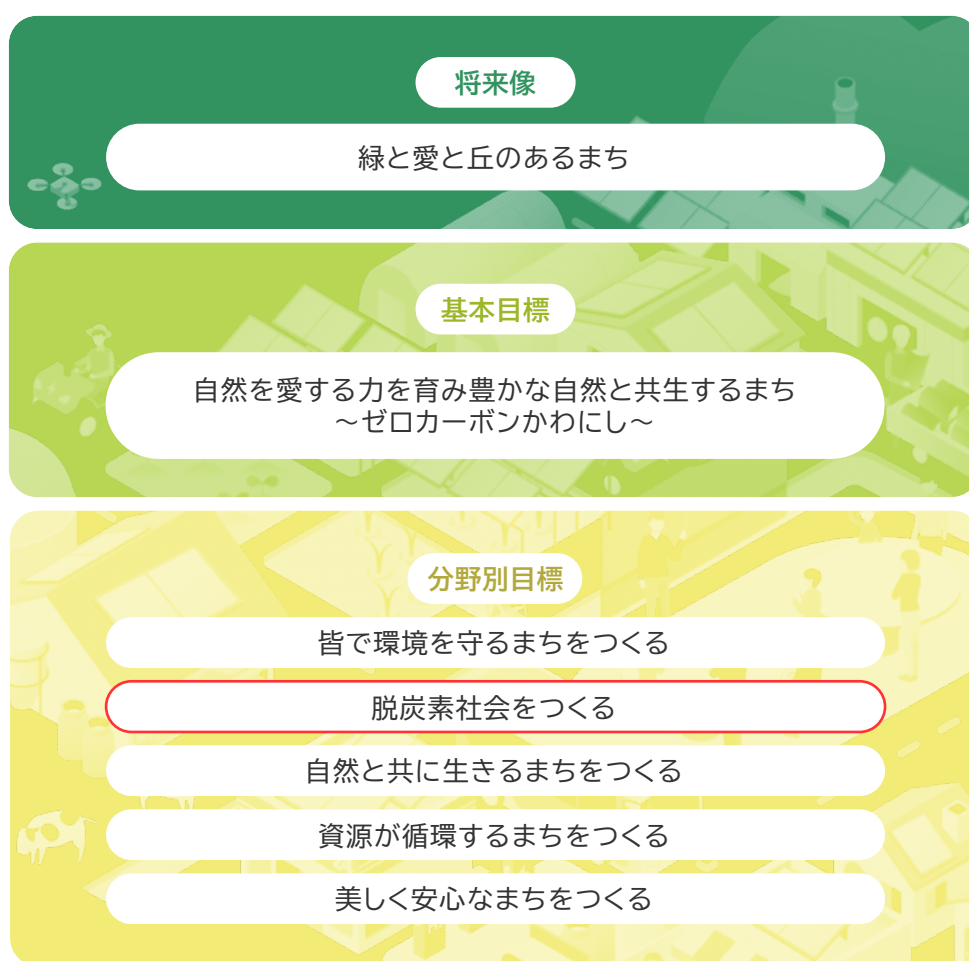 将来像
緑と愛と丘のあるまち
基本目標
自然を愛する力を育み豊かな自然と共生するまち
～ゼロカーボンかわにし～
分野別目標
皆で環境を守るまちをつくる
脱炭素社会をつくる
自然と共に生きるまちをつくる
資源が循環するまちをつくる
美しく安心なまちをつくる